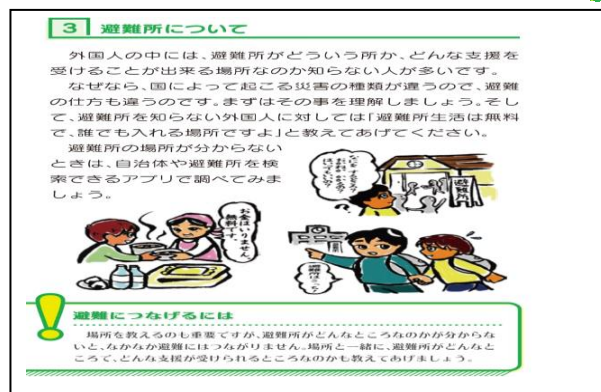 3 避難所について
外国人の中には、避難所がどういう所か、どんな支援を
受けることが出来る場所なのか知らない人が多いです。
なぜなら、国によって起こる災害の種類が違うので、避難
の仕方も違うのです。まずはその事を理解しましょう。そし
て、避難所を知らない外国人に対しては「避難所生活は無料
で、誰でも入れる場所ですよ」と教えてあげてください。
避難所の場所が分からない
ときは、自治体や避難所を検
索できるアプリで調べてみま
しょう。
避難所
お金はいりません。
無料です。
避難所はあっち!
避難につなげるには
場所を教えるのも重要ですが、避難所がどんなところなのかが分からな
いと、なかなか避難にはつながりません。場所と一緒に、避難所がどんなと
ころで、どんな支援が受けられるところなのかも教えてあげましょう。